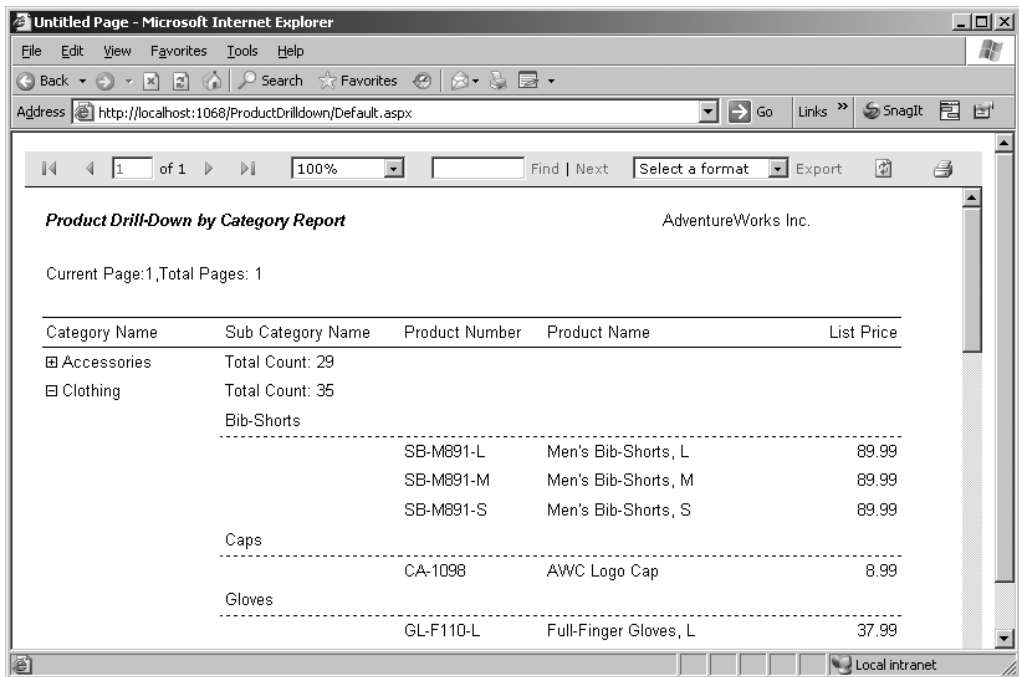 Untitled Page - Microsoft Internet Explorer
File Edit View Favorites Tools Help
Back Search Favorites
Address http://localhost:1068/ProductDrilldown/Default.aspx Go Links » SnagIt
1 of 1 100% Find | Next Select a format Export
Product Drill-Down by Category Report AdventureWorks Inc.
Current Page:1,Total Pages: 1
Category Name Sub Category Name Product Number Product Name List Price
Accessories Total Count: 29
Clothing Total Count: 35
Bib-Shorts
SB-M891-L Men's Bib-Shorts, L 89.99
SB-M891-M Men's Bib-Shorts, M 89.99
SB-M891-S Men's Bib-Shorts, S 89.99
Caps
CA-1098 AWC Logo Cap 8.99
Gloves
GL-F110-L Full-Finger Gloves, L 37.99
Local intranet